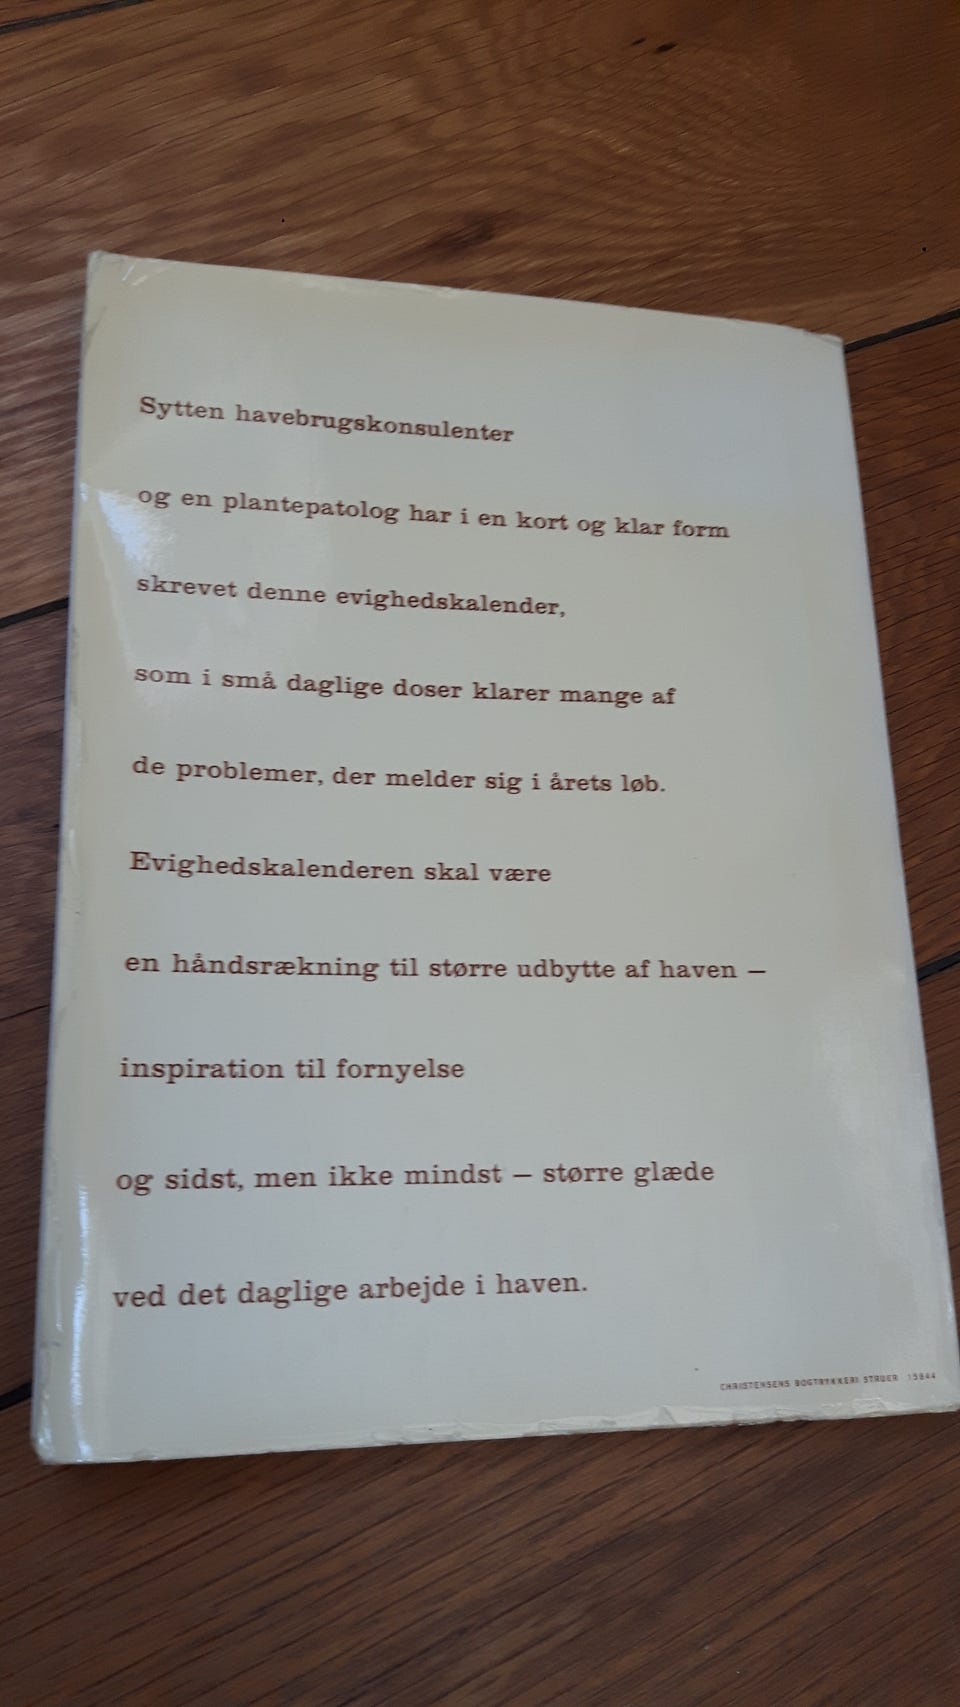 Sytten havebrugskonsulenter
og en plantepatolog har i en kort og klar form
skrevet denne evighedskalender,
som i små daglige doser klarer mange af
de problemer, der melder sig i årets løb.
Evighedskalenderen skal være
en håndsrækning til større udbytte af haven –
inspiration til fornyelse
og sidst, men ikke mindst – større glæde
ved det daglige arbejde i haven.
CHRISTENSENS BOGTRYKKERI STRUER 15844